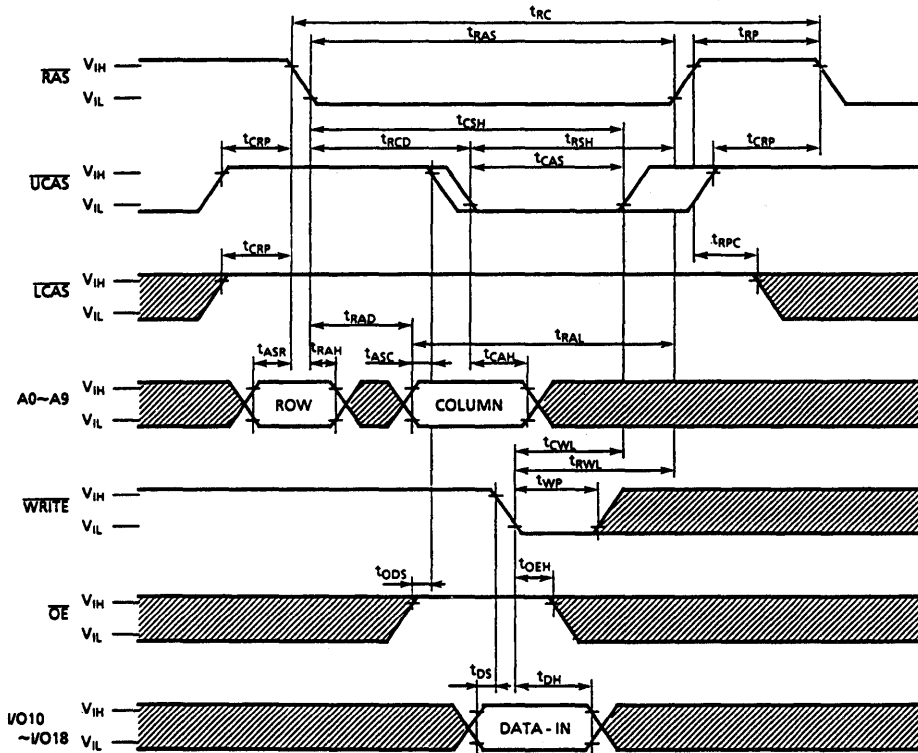 tRC
tRAS
tRP
RAS
VIH
VIL
tCSH
tCRP
tRCD
tRSH
tCRP
tCAS
UCAS
VIH
VIL
tCRP
tRPC
LCAS
VIH
VIL
tRAD
tRAL
tASR
tRAH
tASC
tCAH
A0~A9
VIH
VIL
ROW
COLUMN
tCWL
tRWL
tWP
WRITE
VIH
VIL
tODS
tOEH
OE
VIH
VIL
tDS
tDH
I/O10
~I/O18
VIH
VIL
DATA - IN